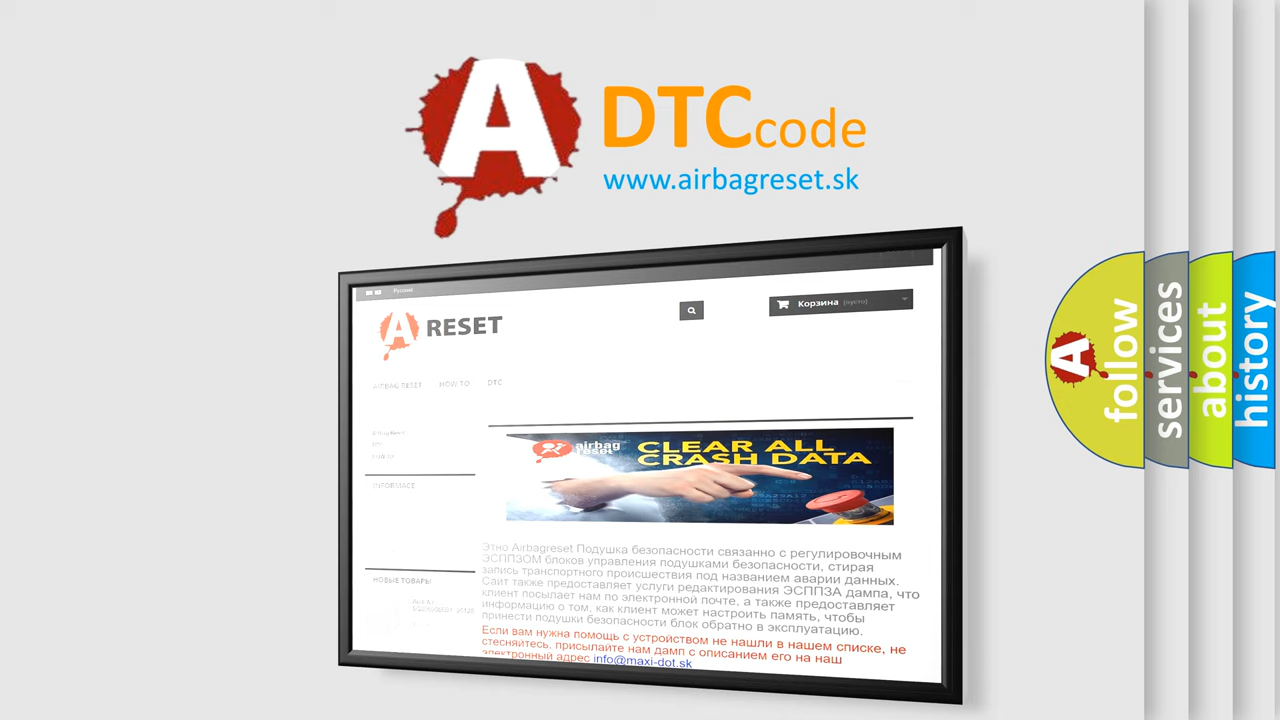 A DTCcode
www.airbagreset.sk
Русский
A RESET
Корзина (пусто)
AIRBAG RESET HOW TO DTC
Airbag Reset
DTC
INFORMACE
airbag
reset
CLEAR ALL
CRASH DATA
Этно Airbagreset Подушка безопасности связанно с регулировочным
ЭСППЗОМ блоков управления подушками безопасности, стирая
запись транспортного происшествия под названием аварии данных.
Сайт также предоставляет услуги редактирования ЭСППЗА дампа, что
клиент посылает нам по электронной почте, а также предоставляет
информацию о том, как клиент может настроить память, чтобы
принести подушки безопасности блок обратно в эксплуатацию.
Если вам нужна помощь с устройством не нашли в нашем списке, не
стесняйтесь, присылайте нам дамп с описанием его на наш
электронный адрес info@maxi-dot.sk
НОВЫЕ ТОВАРЫ
A follow
services
about
history